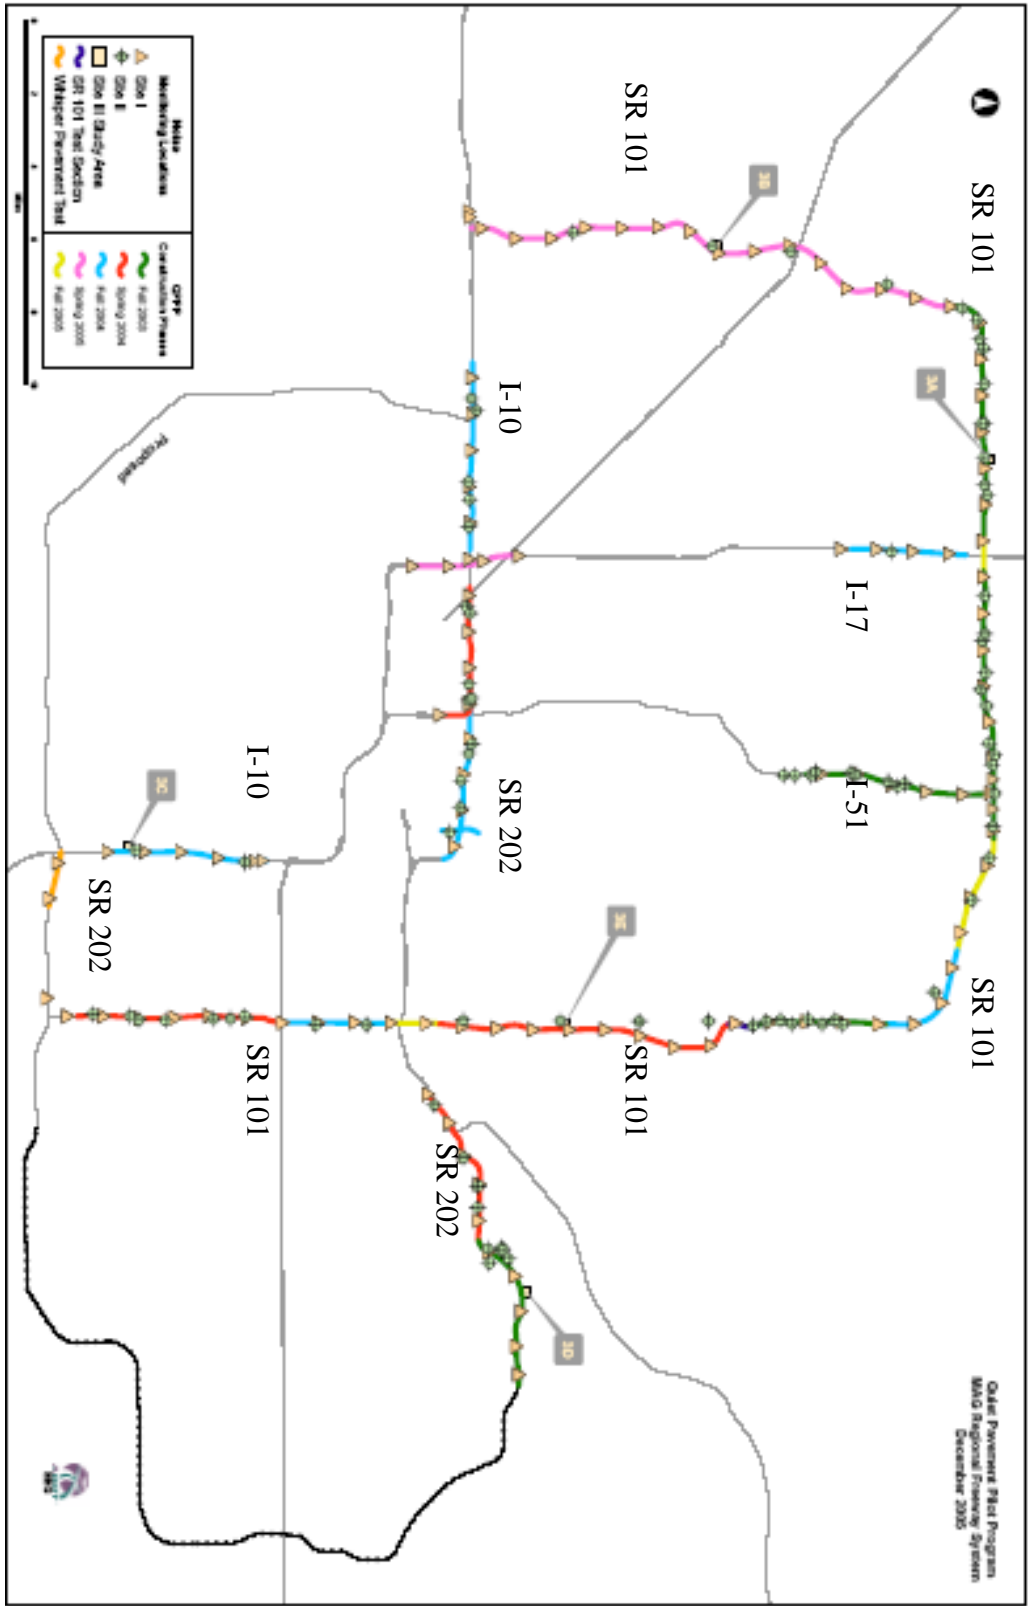 Quiet Pavement Pilot Program
MAG Regional Freeway System
December 2005
SR 101
SR 101
SR 101
3B
3A
I-10
I-17
I-51
SR 202
I-10
3C
SR 202
3E
SR 101
SR 101
SR 202
3D
Proposed
Noise
Monitoring Locations
Site I
Site II
Site III Study Area
SR 101 Test Section
Whisper Pavement Test
QPPP
Construction Phases
Fall 2003
Spring 2004
Fall 2004
Spring 2005
Fall 2005